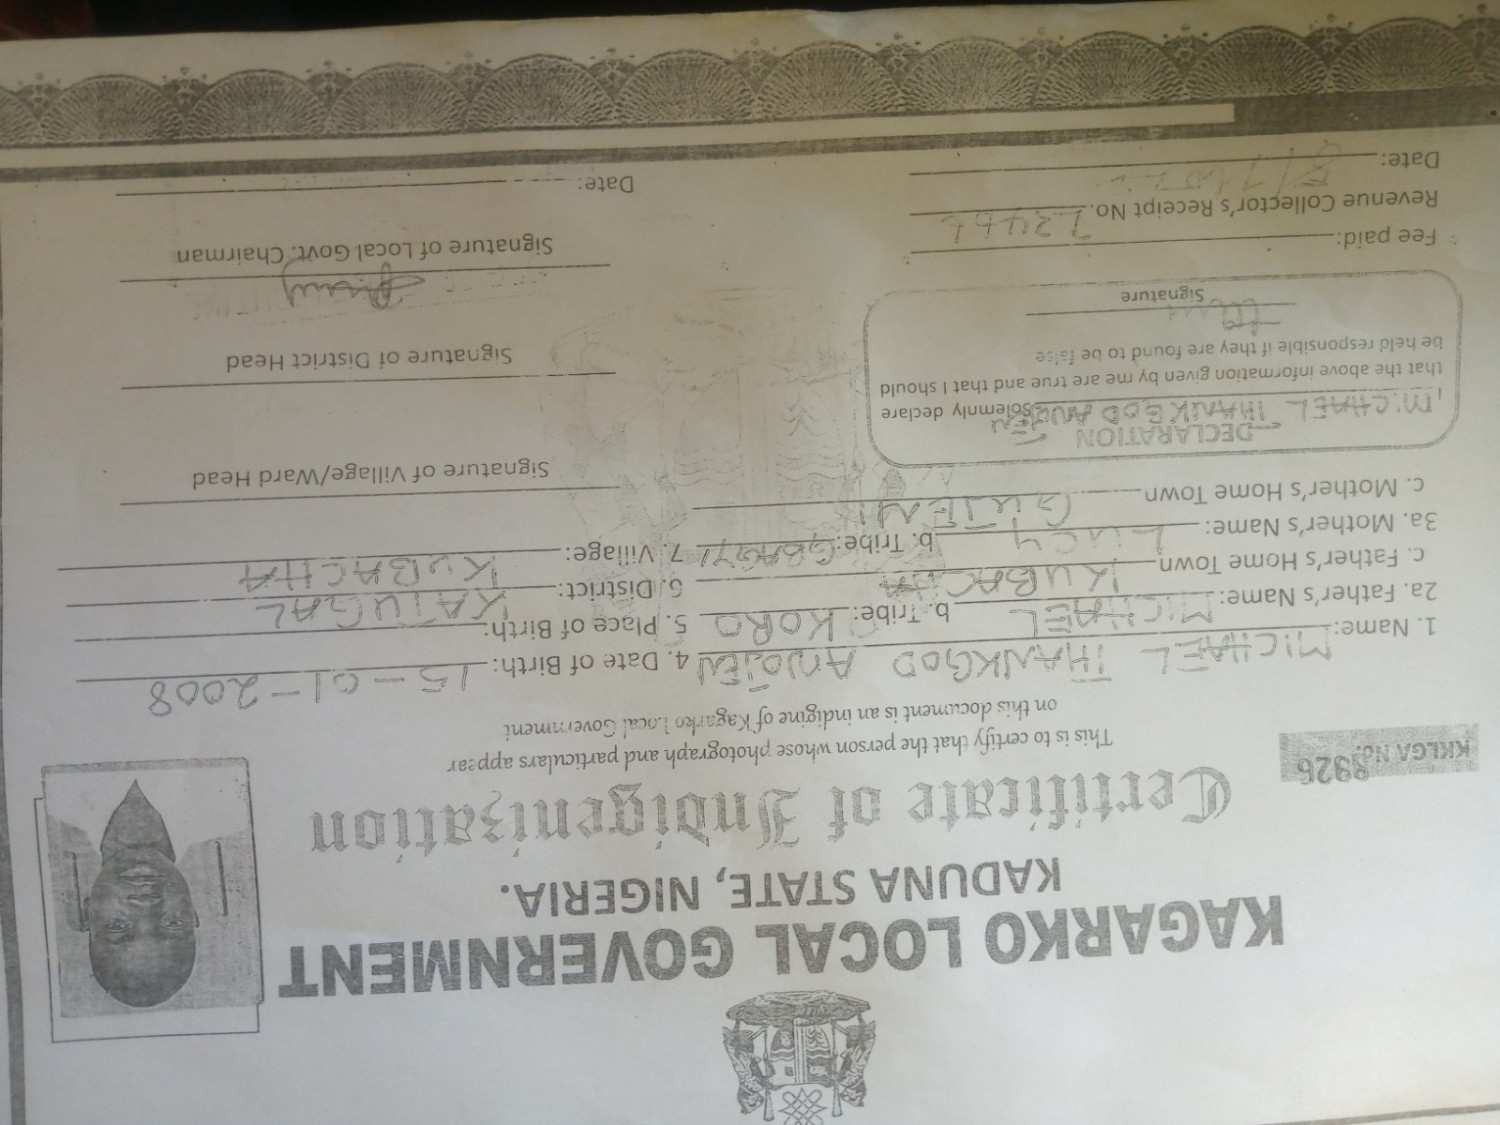 KAGARKO LOCAL GOVERNMENT
KADUNA STATE, NIGERIA.
Certificate of Indigenization
KKLGA No. 8926
This is to certify that the person whose photograph and particulars appear
on this document is an indigine of Kagarko Local Government
1. Name: MICHAEL THANKGOD ANOJEN 4. Date of Birth: 15-01-2008
2a. Father's Name: MICHAEL b. Tribe: KORO 5. Place of Birth: KATUGAL
c. Father's Home Town KUBACHA 6. District:
3a. Mother's Name: Lucy b. Tribe: GBAGYI 7. Village: KUBACHA
c. Mother's Home Town GUJENI
DECLARATION
I, MICHAEL THANKGOD ANOJEN Solemnly declare
that the above information given by me are true and that I should
be held responsible if they are found to be false
Signature
Fee paid:
Revenue Collector's Receipt No.
Date:
Signature of Village/Ward Head
Signature of District Head
Signature of Local Govt. Chairman
Date: